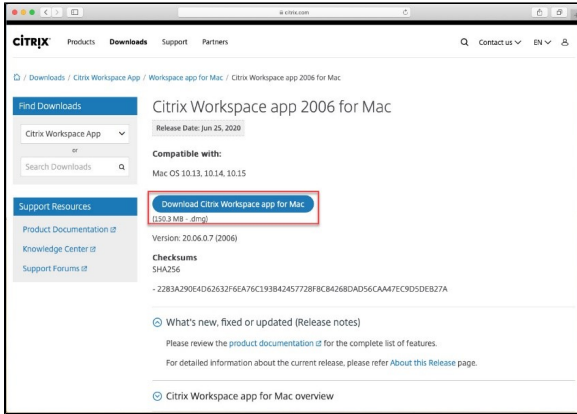 citrix.com
CİTRIX
Products
Downloads
Support
Partners
Contact us
EN
/ Downloads / Citrix Workspace App / Workspace app for Mac / Citrix Workspace app 2006 for Mac
Find Downloads
Citrix Workspace App
or
Search Downloads
Support Resources
Product Documentation
Knowledge Center
Support Forums
Citrix Workspace app 2006 for Mac
Release Date: Jun 25, 2020
Compatible with:
Mac OS 10.13, 10.14, 10.15
Download Citrix Workspace app for Mac
(150.3 MB - .dmg)
Version: 20.06.0.7 (2006)
Checksums
SHA256
- 22B3A290E4D62632F6EA76C193B42457728F8C84268DAD56CAA47EC9D5DEB27A
What's new, fixed or updated (Release notes)
Please review the product documentation for the complete list of features.
For detailed information about the current release, please refer About this Release page.
Citrix Workspace app for Mac overview